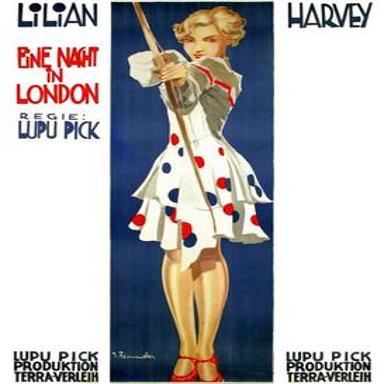 LiLiAN
HARVEY
EiNE NACHT
iN
LONDON
REGIE:
LUPU PiCK
LUPU PICK
PRODUKTION
TERRA-VERLEIH
LUPU PICK
PRODUKTION
TERRA-VERLEIH